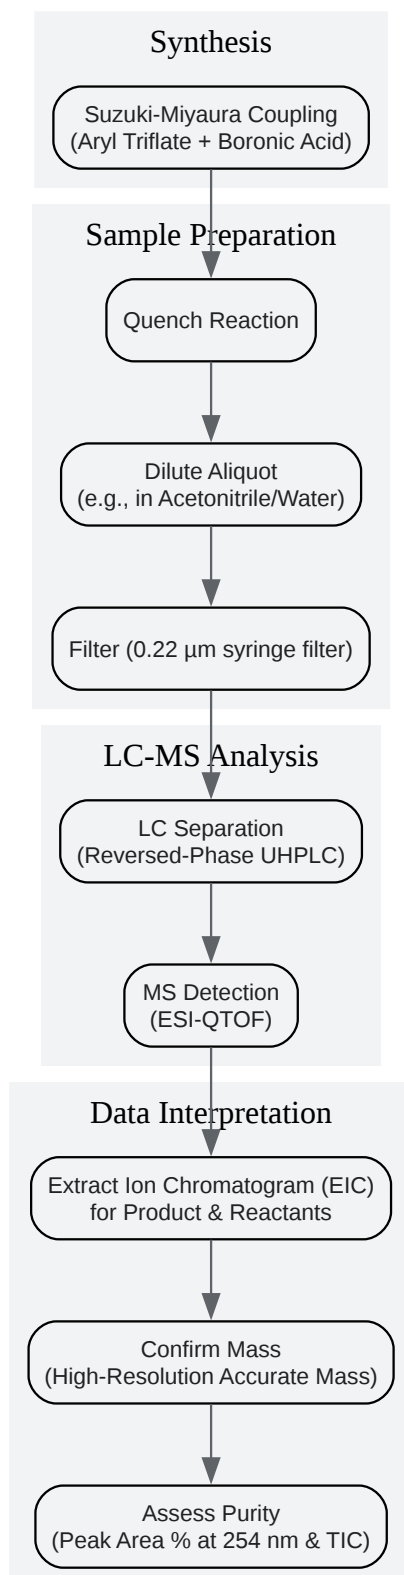 Synthesis
Suzuki-Miyaura Coupling
(Aryl Triflate + Boronic Acid)
Sample Preparation
Quench Reaction
Dilute Aliquot
(e.g., in Acetonitrile/Water)
Filter (0.22 µm syringe filter)
LC-MS Analysis
LC Separation
(Reversed-Phase UHPLC)
MS Detection
(ESI-QTOF)
Data Interpretation
Extract Ion Chromatogram (EIC)
for Product & Reactants
Confirm Mass
(High-Resolution Accurate Mass)
Assess Purity
(Peak Area % at 254 nm & TIC)